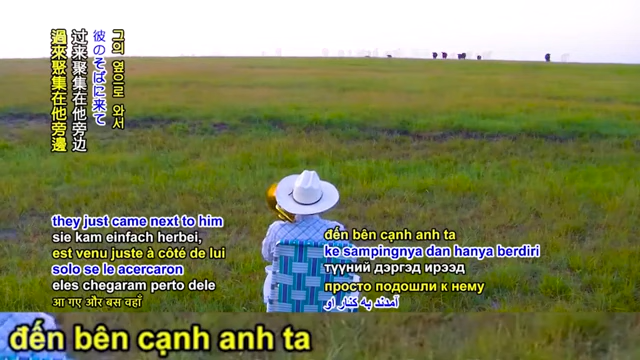 過來聚集在他旁邊
过来聚集在他旁边
彼のそばに来て
그의 옆으로 와서
they just came next to him
sie kam einfach herbei,
est venu juste à côté de lui
solo se le acercaron
eles chegaram perto dele
आ गए और बस वहाँ
đến bên cạnh anh ta
ke sampingnya dan hanya berdiri
түүний дэргэд ирээд
просто подошли к нему
آمدند به کنار او
đến bên cạnh anh ta